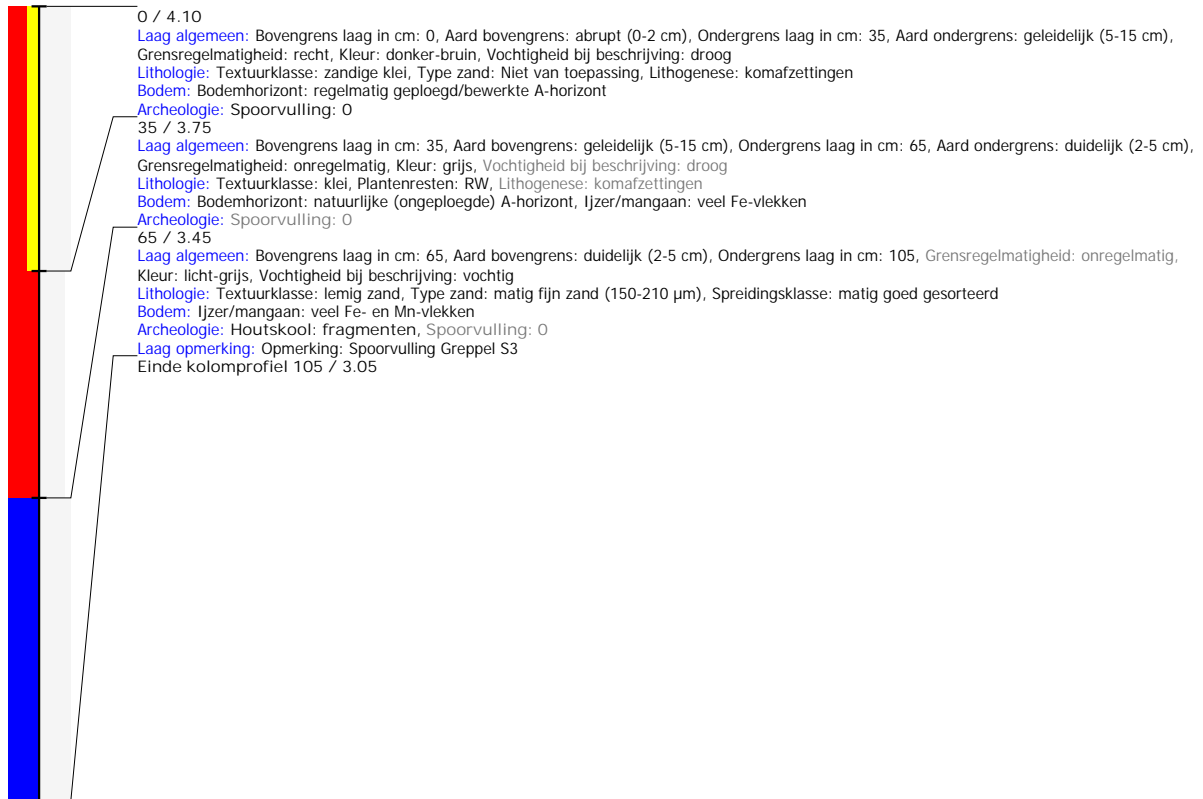 0 / 4.10
Laag algemeen: Bovengrens laag in cm: 0, Aard bovengrens: abrupt (0-2 cm), Ondergrens laag in cm: 35, Aard ondergrens: geleidelijk (5-15 cm),
Grensregelmatigheid: recht, Kleur: donker-bruin, Vochtigheid bij beschrijving: droog
Lithologie: Textuurklasse: zandige klei, Type zand: Niet van toepassing, Lithogenese: komafzettingen
Bodem: Bodemhorizont: regelmatig geploegd/bewerkte A-horizont
Archeologie: Spoorvulling: 0
35 / 3.75
Laag algemeen: Bovengrens laag in cm: 35, Aard bovengrens: geleidelijk (5-15 cm), Ondergrens laag in cm: 65, Aard ondergrens: duidelijk (2-5 cm),
Grensregelmatigheid: onregelmatig, Kleur: grijs, Vochtigheid bij beschrijving: droog
Lithologie: Textuurklasse: klei, Plantenresten: RW, Lithogenese: komafzettingen
Bodem: Bodemhorizont: natuurlijke (ongeploegde) A-horizont, Ijzer/mangaan: veel Fe-vlekken
Archeologie: Spoorvulling: 0
65 / 3.45
Laag algemeen: Bovengrens laag in cm: 65, Aard bovengrens: duidelijk (2-5 cm), Ondergrens laag in cm: 105, Grensregelmatigheid: onregelmatig,
Kleur: licht-grijs, Vochtigheid bij beschrijving: vochtig
Lithologie: Textuurklasse: lemig zand, Type zand: matig fijn zand (150-210 µm), Spreidingsklasse: matig goed gesorteerd
Bodem: Ijzer/mangaan: veel Fe- en Mn-vlekken
Archeologie: Houtskool: fragmenten, Spoorvulling: 0
Laag opmerking: Opmerking: Spoorvulling Greppel S3
Einde kolomprofiel 105 / 3.05